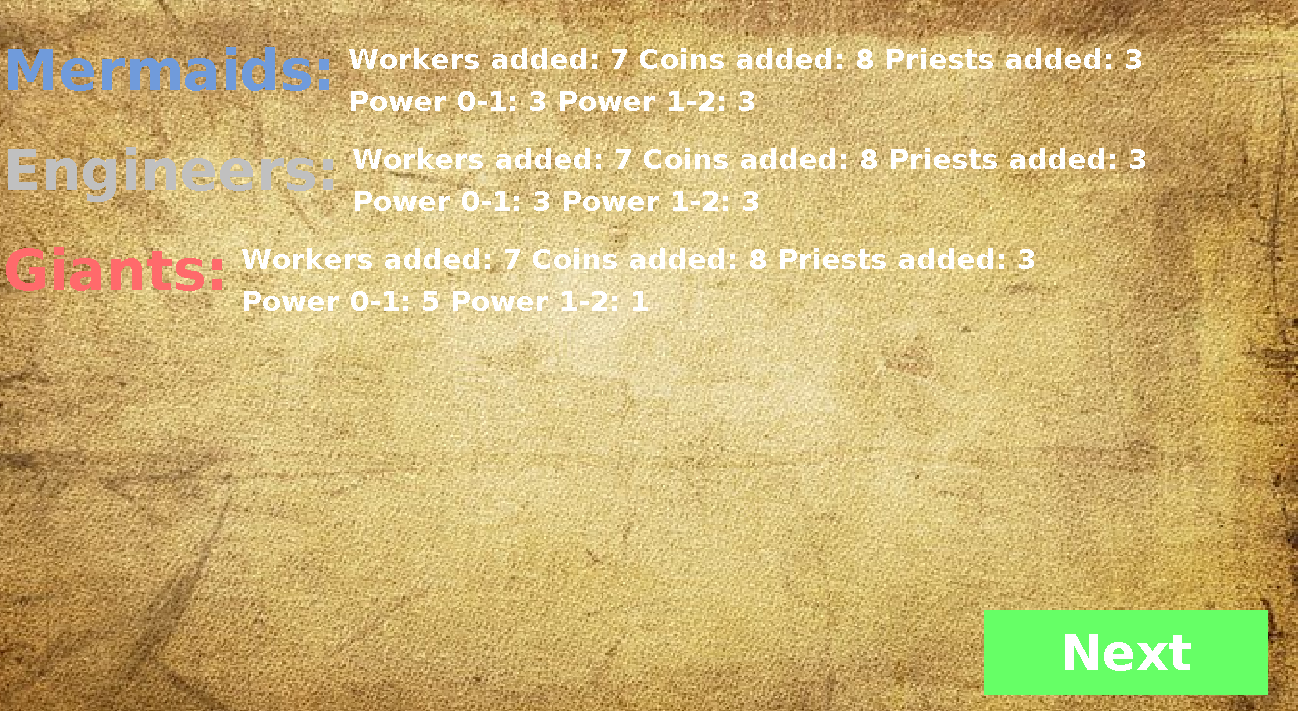 Mermaids: Workers added: 7 Coins added: 8 Priests added: 3
Power 0-1: 3 Power 1-2: 3
Engineers: Workers added: 7 Coins added: 8 Priests added: 3
Power 0-1: 3 Power 1-2: 3
Giants: Workers added: 7 Coins added: 8 Priests added: 3
Power 0-1: 5 Power 1-2: 1
Next